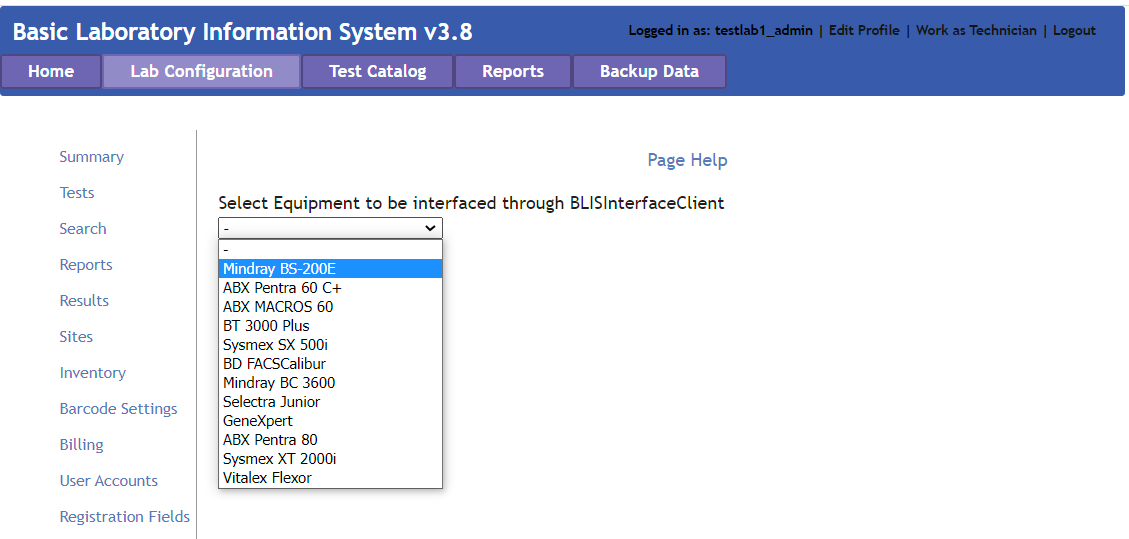 Basic Laboratory Information System v3.8
Logged in as: testlab1_admin | Edit Profile | Work as Technician | Logout
Home Lab Configuration Test Catalog Reports Backup Data
Summary
Tests
Search
Reports
Results
Sites
Inventory
Barcode Settings
Billing
User Accounts
Registration Fields
Page Help
Select Equipment to be interfaced through BLISInterfaceClient
-
-
Mindray BS-200E
ABX Pentra 60 C+
ABX MACROS 60
BT 3000 Plus
Sysmex SX 500i
BD FACSCalibur
Mindray BC 3600
Selectra Junior
GeneXpert
ABX Pentra 80
Sysmex XT 2000i
Vitalex Flexor